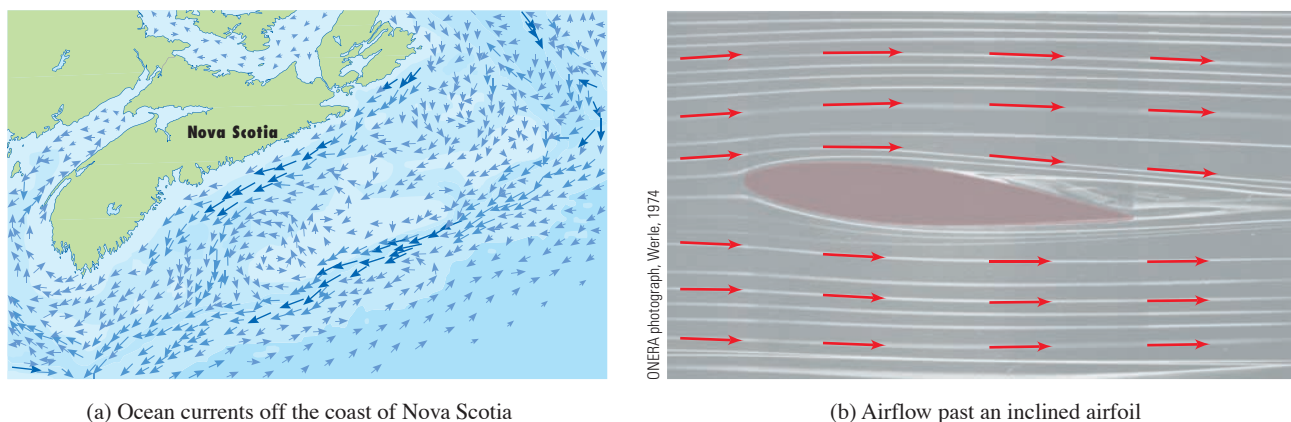 Nova Scotia
ONERA photograph, Werle, 1974
(a) Ocean currents off the coast of Nova Scotia
(b) Airflow past an inclined airfoil